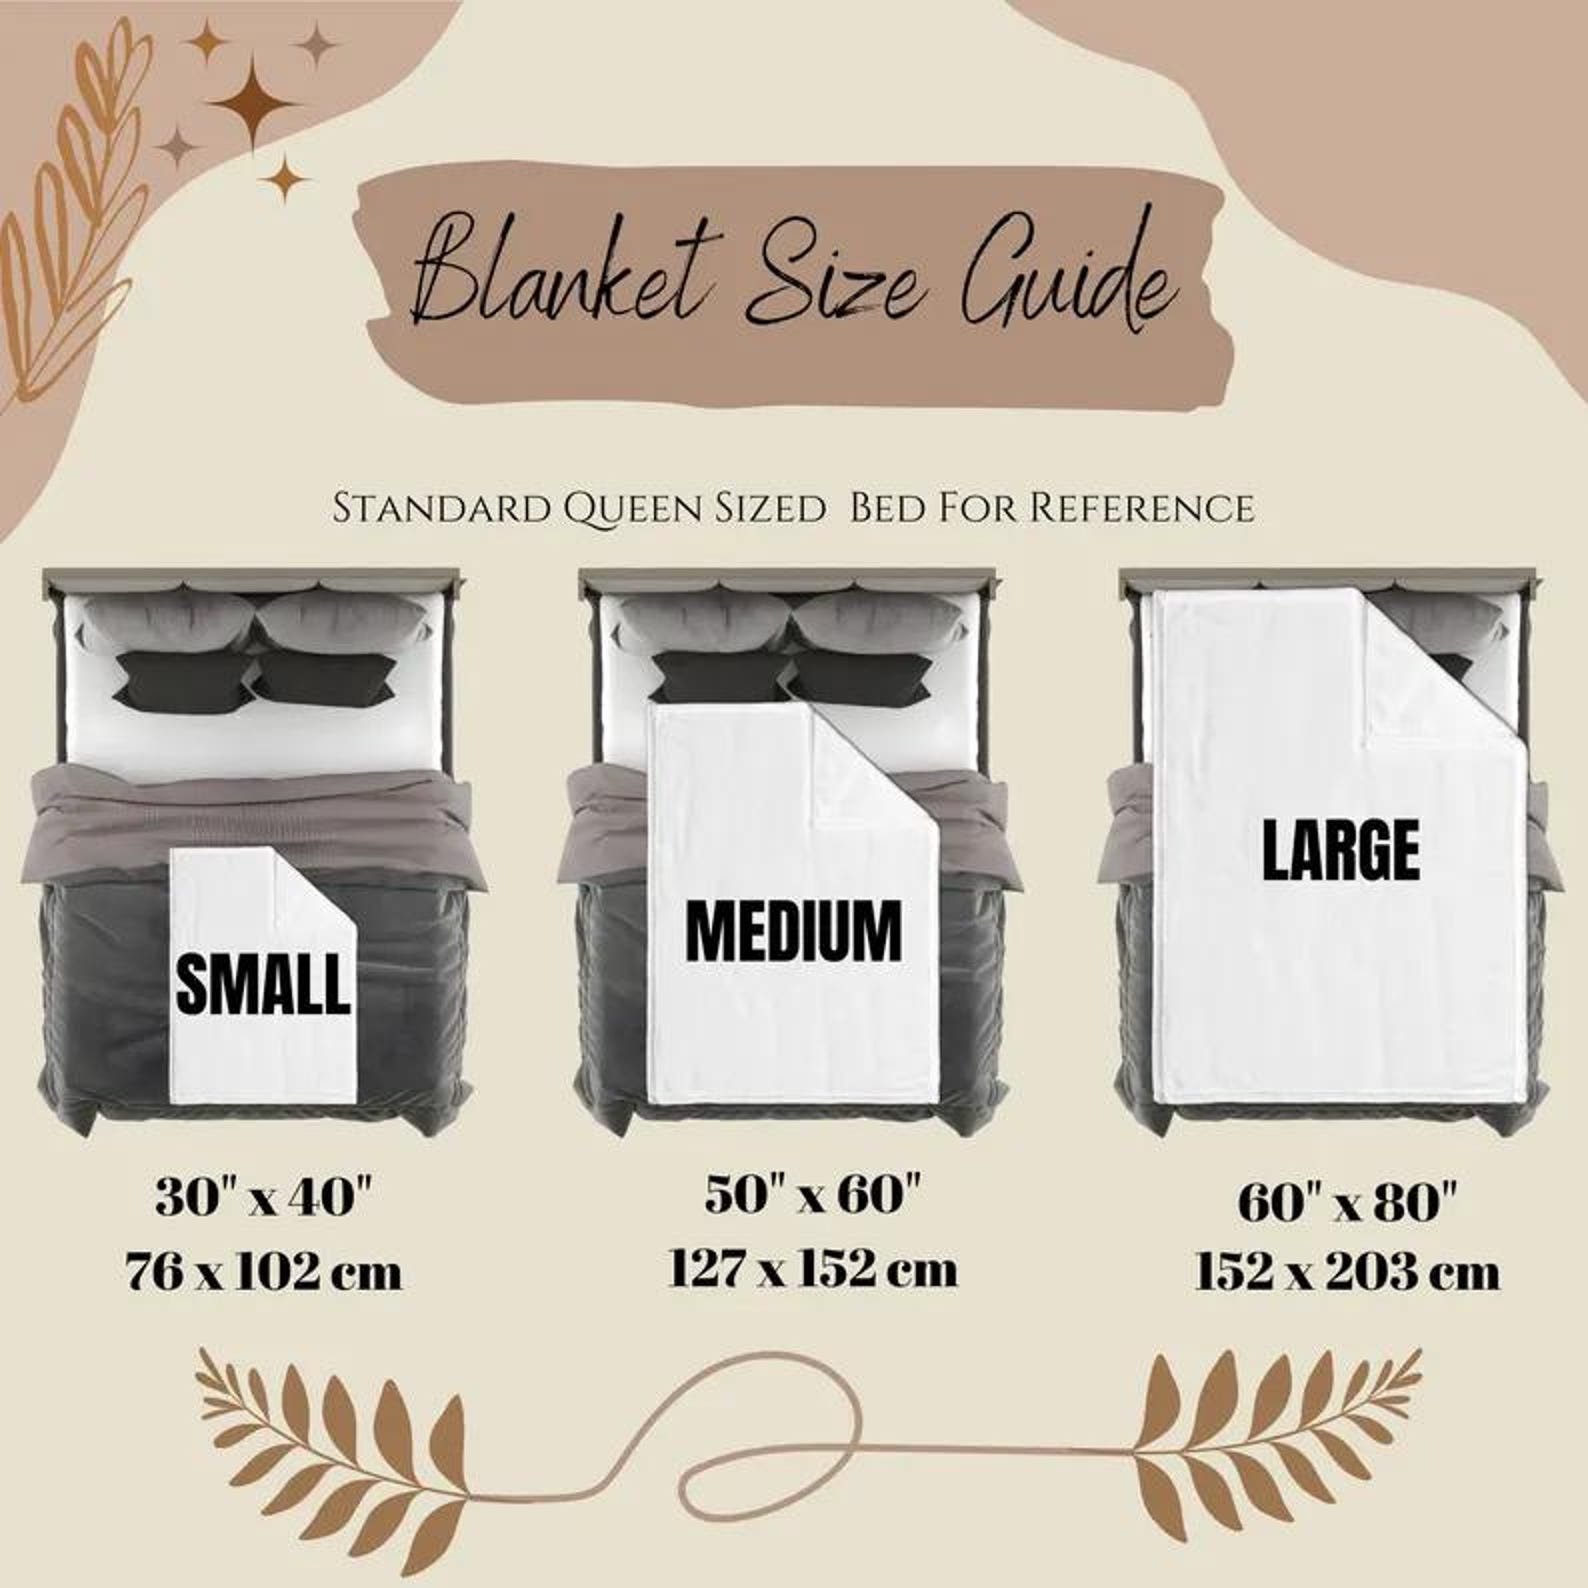 Blanket Size Guide
Standard Queen Sized Bed For Reference
SMALL
MEDIUM
LARGE
30" x 40"
76 x 102 cm
50" x 60"
127 x 152 cm
60" x 80"
152 x 203 cm